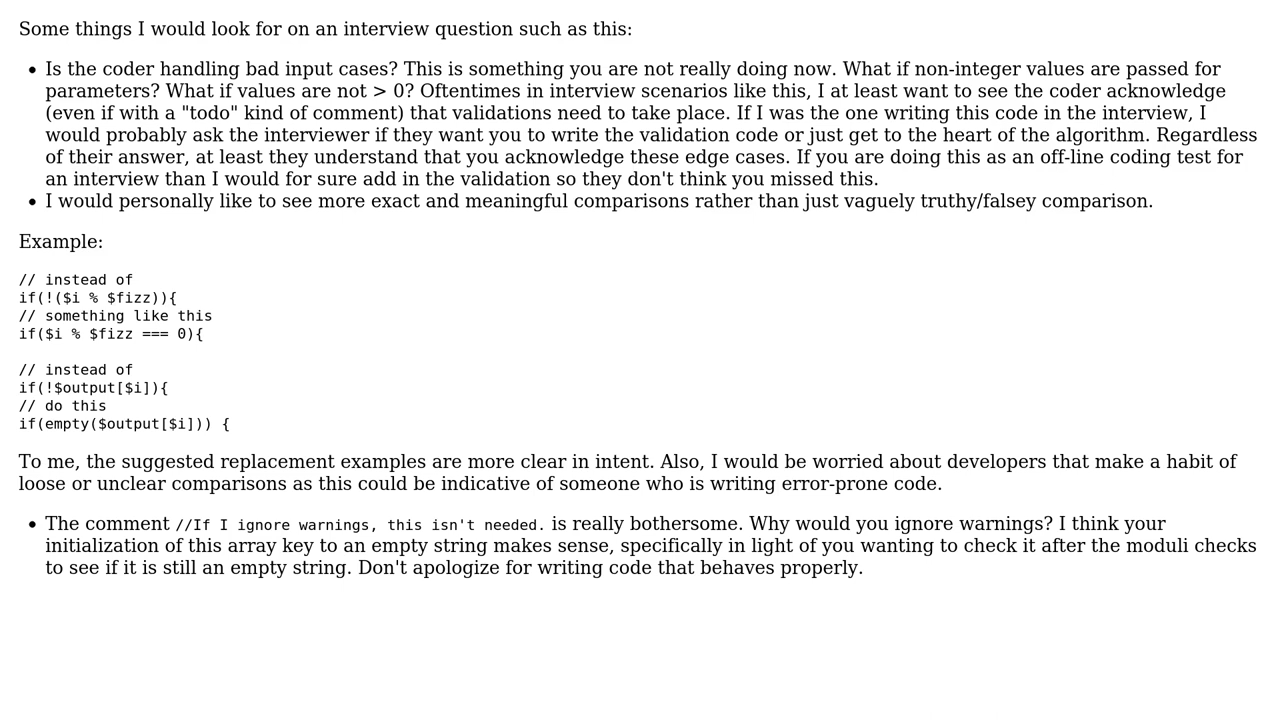 Some things I would look for on an interview question such as this:
• Is the coder handling bad input cases? This is something you are not really doing now. What if non-integer values are passed for
parameters? What if values are not > 0? Oftentimes in interview scenarios like this, I at least want to see the coder acknowledge
(even if with a "todo" kind of comment) that validations need to take place. If I was the one writing this code in the interview, I
would probably ask the interviewer if they want you to write the validation code or just get to the heart of the algorithm. Regardless
of their answer, at least they understand that you acknowledge these edge cases. If you are doing this as an off-line coding test for
an interview than I would for sure add in the validation so they don't think you missed this.
• I would personally like to see more exact and meaningful comparisons rather than just vaguely truthy/falsey comparison.
Example:
// instead of
if(!($i % $fizz)){
// something like this
if($i % $fizz === 0){
// instead of
if(!$output[$i]){
// do this
if(empty($output[$i])) {
To me, the suggested replacement examples are more clear in intent. Also, I would be worried about developers that make a habit of
loose or unclear comparisons as this could be indicative of someone who is writing error-prone code.
• The comment //If I ignore warnings, this isn't needed. is really bothersome. Why would you ignore warnings? I think your
initialization of this array key to an empty string makes sense, specifically in light of you wanting to check it after the moduli checks
to see if it is still an empty string. Don't apologize for writing code that behaves properly.